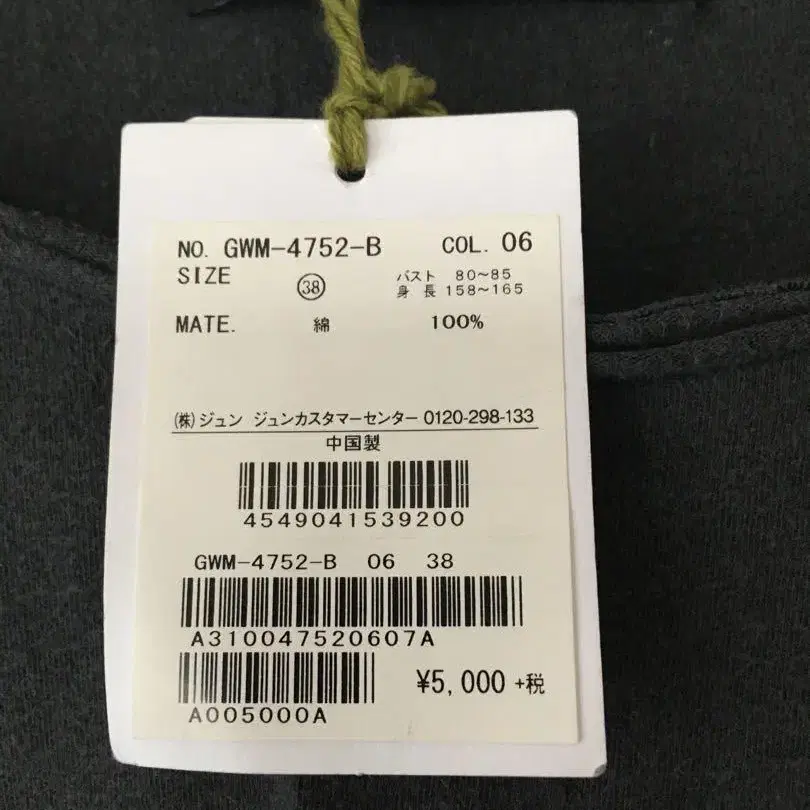 NO. GWM-4752-B COL. 06
SIZE 38 バスト 80~85
身長 158~165
MATE. 綿 100%
(株)ジュン ジュンカスタマーセンター 0120-298-133
中国製
4549041539200
GWM-4752-B 06 38
A310047520607A
¥5,000 +税
A005000A